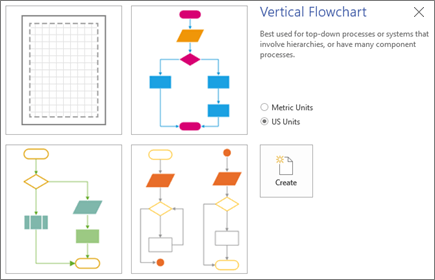 Vertical Flowchart
Best used for top-down processes or systems that
involve hierarchies, or have many component
processes.
Metric Units
US Units
Create